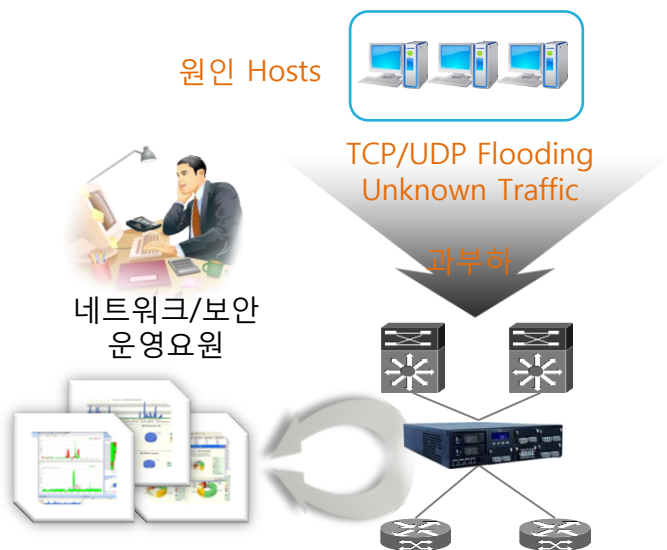 원인 Hosts
TCP/UDP Flooding
Unknown Traffic
과부하
네트워크/보안
운영요원